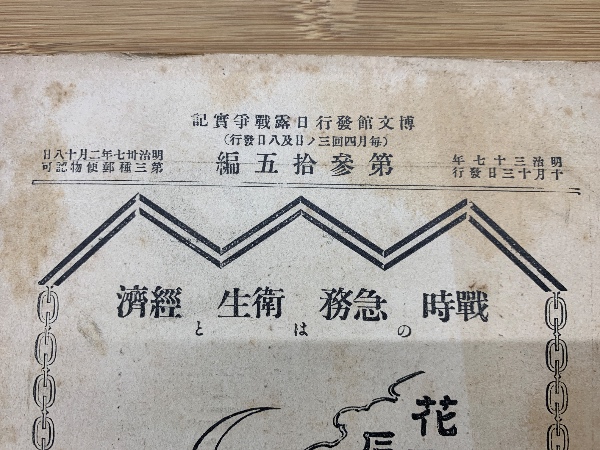 博文館發行日露戰爭實記
(毎月四回三ノ日及八日發行)
第參拾五編
明治三十七年
十月十三日發行
明治卅七年二月十八日
第三種郵便物認可
戰時の急務は衛生と經濟
花